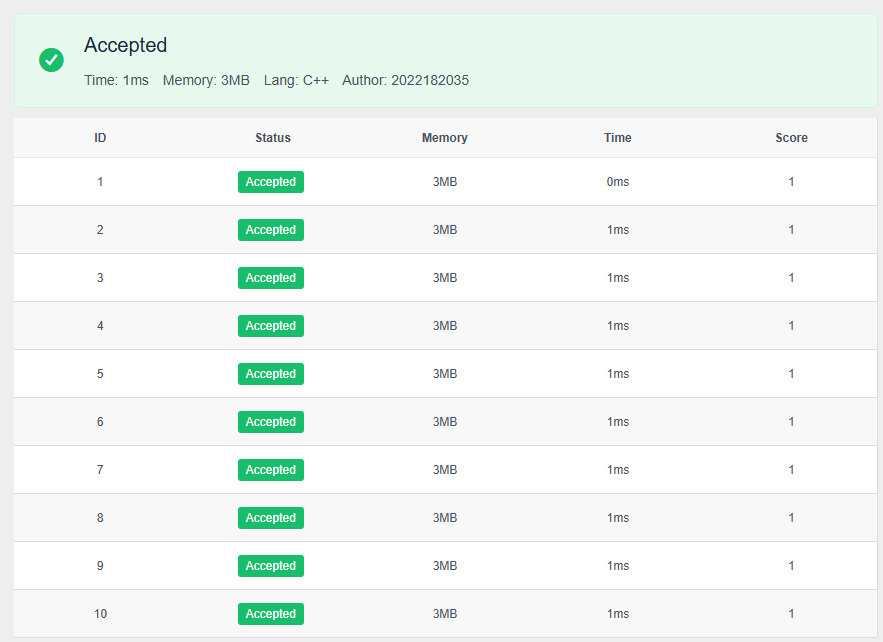 Accepted
Time: 1ms Memory: 3MB Lang: C++ Author: 2022182035
ID Status Memory Time Score
1 Accepted 3MB 0ms 1
2 Accepted 3MB 1ms 1
3 Accepted 3MB 1ms 1
4 Accepted 3MB 1ms 1
5 Accepted 3MB 1ms 1
6 Accepted 3MB 1ms 1
7 Accepted 3MB 1ms 1
8 Accepted 3MB 1ms 1
9 Accepted 3MB 1ms 1
10 Accepted 3MB 1ms 1